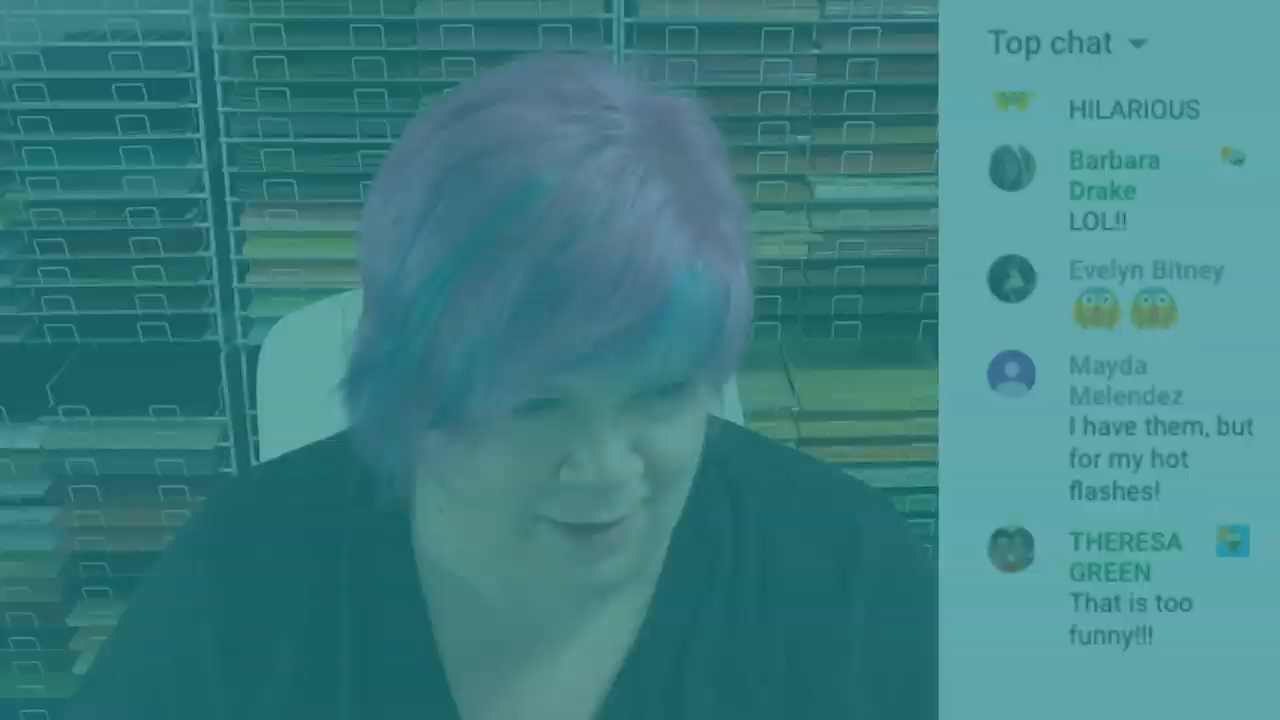 Top chat
HILARIOUS
Barbara
Drake
LOL!!
Evelyn Bitney
Mayda
Melendez
I have them, but
for my hot
flashes!
THERESA
GREEN
That is too
funny!!!